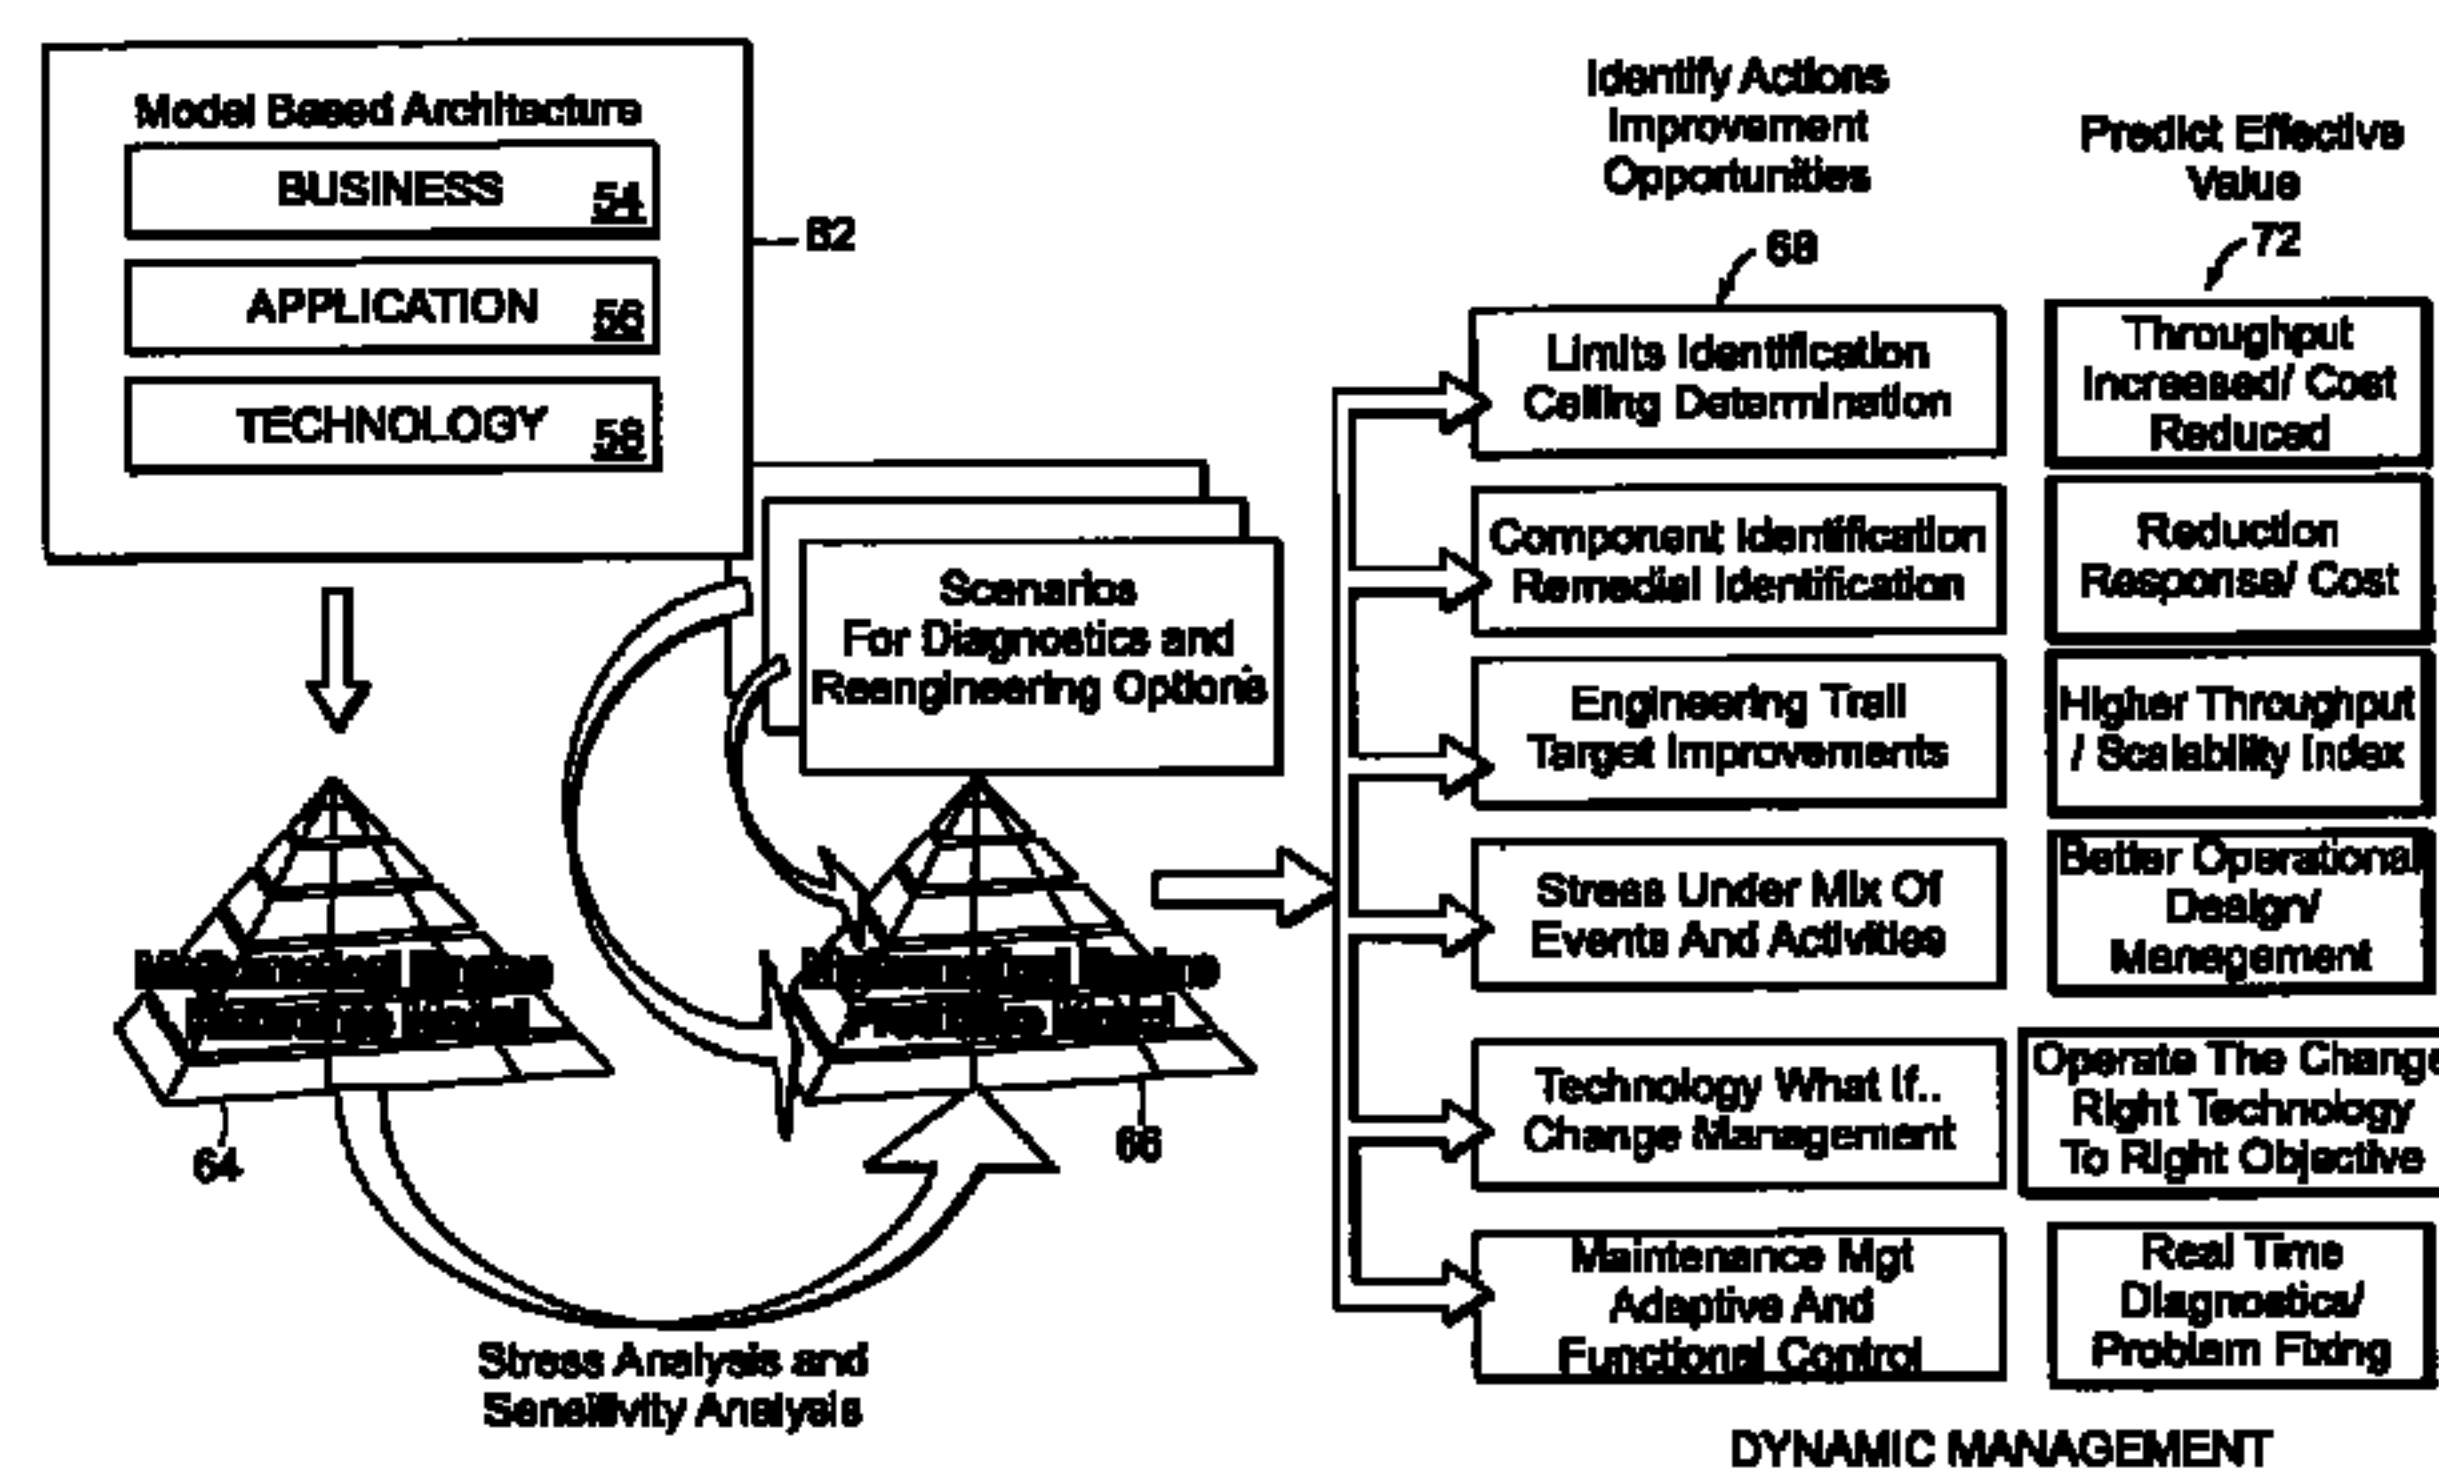 Model Based Architecture
BUSINESS 54
APPLICATION 56
TECHNOLOGY 58
62
Scenarios
For Diagnostics and
Reengineering Options
64
66
Stress Analysis and
Sensitivity Analysis
Identify Actions
Improvement
Opportunities
68
Limits Identification
Ceiling Determination
Component Identification
Remedial Identification
Engineering Trail
Target Improvements
Stress Under Mix Of
Events And Activities
Technology What If..
Change Management
Maintenance Mgt
Adaptive And
Functional Control
Predict Effective
Value
72
Throughput
Increased/ Cost
Reduced
Reduction
Response/ Cost
Higher Throughput
/ Scalability Index
Better Operational
Design/
Management
Operate The Change
Right Technology
To Right Objective
Real Time
Diagnostics/
Problem Fixing
DYNAMIC MANAGEMENT